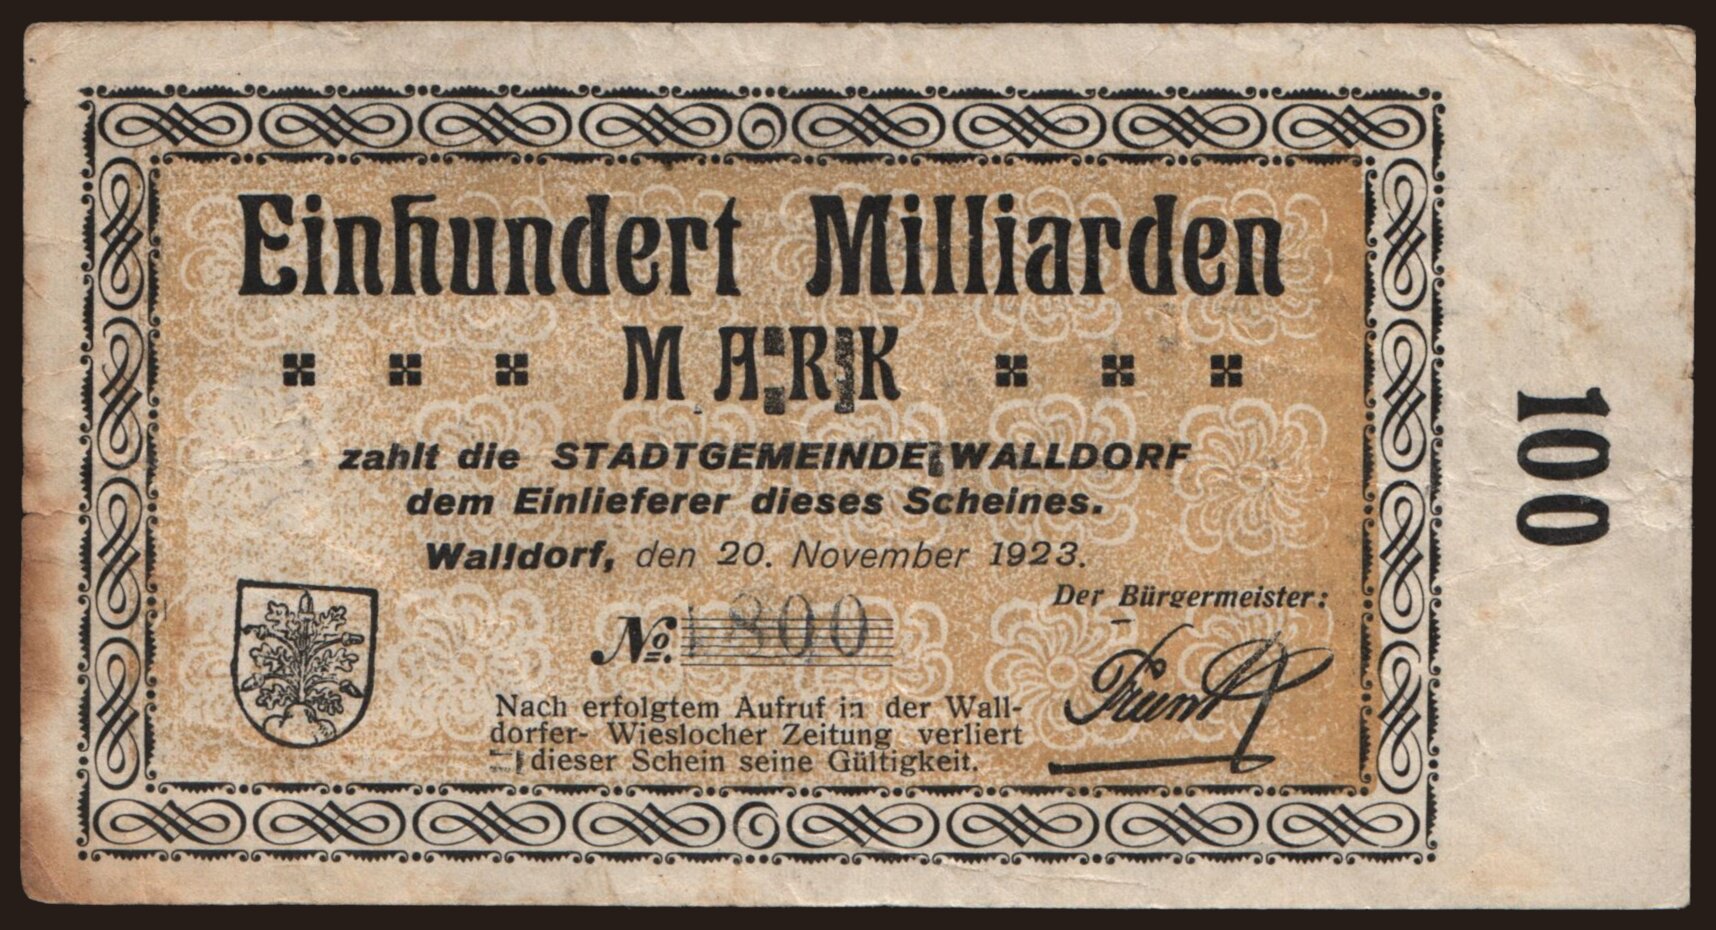 Einhundert Milliarden
MARK
zahlt die STADTGEMEINDE WALLDORF
dem Einlieferer dieses Scheines.
Walldorf, den 20. November 1923.
Der Bürgermeister:
No. 1800
Nach erfolgtem Aufruf in der Wall-
dorfer- Wieslocher Zeitung verliert
dieser Schein seine Gültigkeit.
100